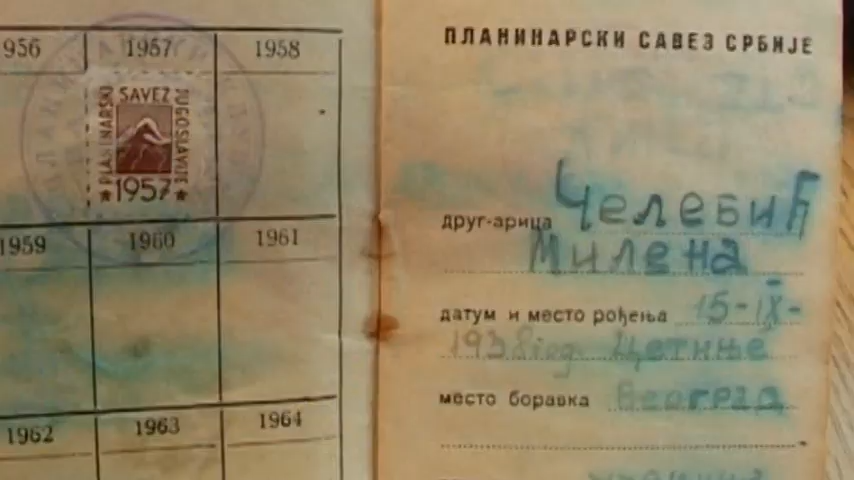 1956 1957 1958
PLANINARSKI SAVEZ JUGOSLAVIJE
★1957★
1959 1960 1961
1962 1963 1964
ПЛАНИНАРСКИ САВЕЗ СРБИЈЕ
друг-арица Челебић
Милена
датум и место рођења 15-IX-
1938 год. Цетиње
место боравка Београд